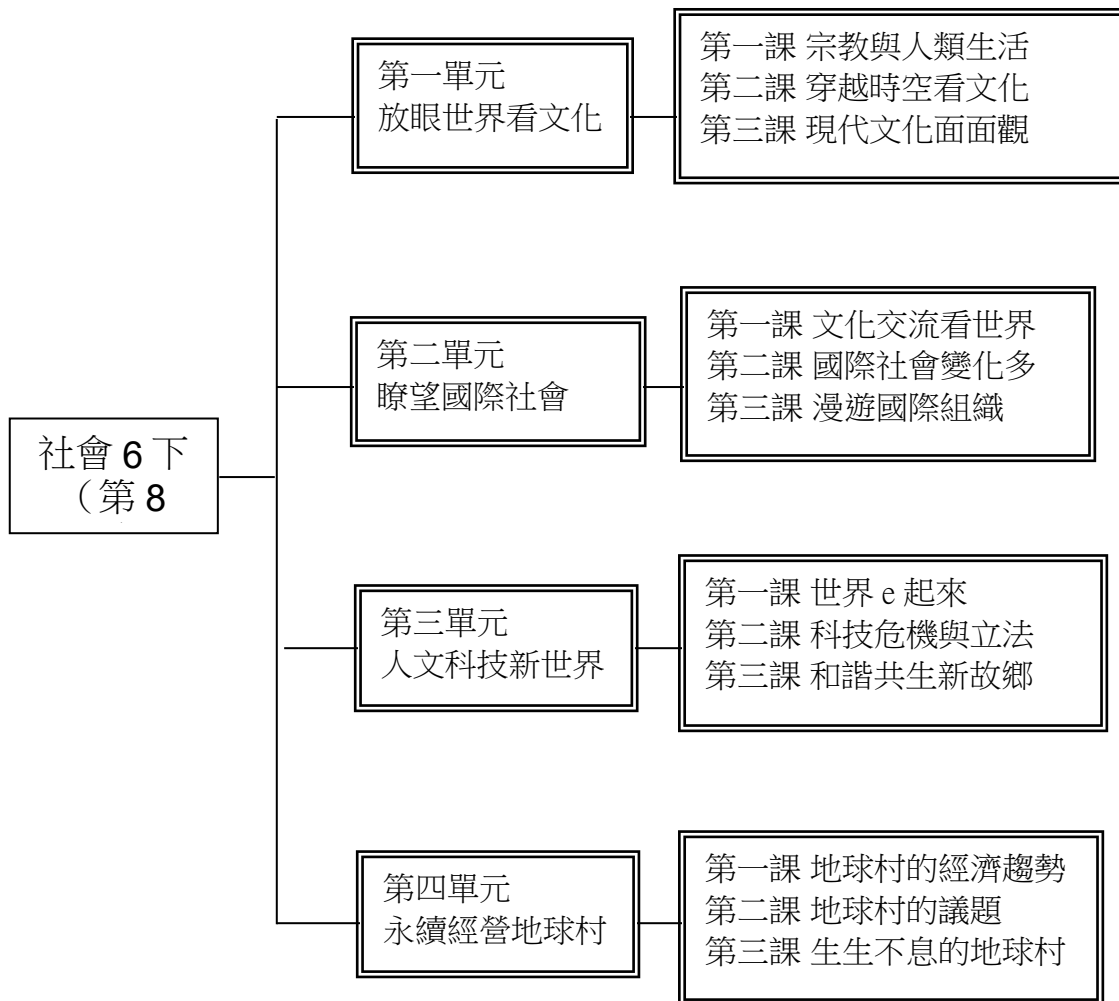 社會 6 下
（第 8
第一單元
放眼世界看文化
第一課 宗教與人類生活
第二課 穿越時空看文化
第三課 現代文化面面觀
第二單元
瞭望國際社會
第一課 文化交流看世界
第二課 國際社會變化多
第三課 漫遊國際組織
第三單元
人文科技新世界
第一課 世界 e 起來
第二課 科技危機與立法
第三課 和諧共生新故鄉
第四單元
永續經營地球村
第一課 地球村的經濟趨勢
第二課 地球村的議題
第三課 生生不息的地球村